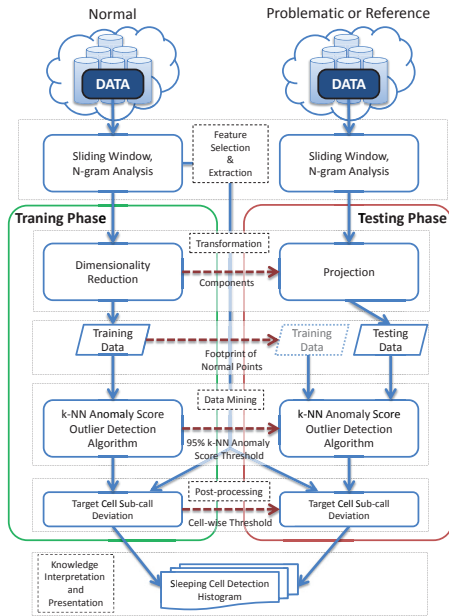 Normal
Problematic or Reference
DATA
DATA
Sliding Window,
N-gram Analysis
Feature
Selection
&
Extraction
Sliding Window,
N-gram Analysis
Traning Phase
Testing Phase
Transformation
Dimensionality
Reduction
Components
Projection
Training
Data
Footprint of
Normal Points
Training
Data
Testing
Data
Data Mining
k-NN Anomaly Score
Outlier Detection
Algorithm
95% k-NN Anomaly
Score Threshold
k-NN Anomaly Score
Outlier Detection
Algorithm
Post-processing
Target Cell Sub-call
Deviation
Cell-wise Threshold
Target Cell Sub-call
Deviation
Knowledge
Interpretation
and
Presentation
Sleeping Cell Detection
Histogram